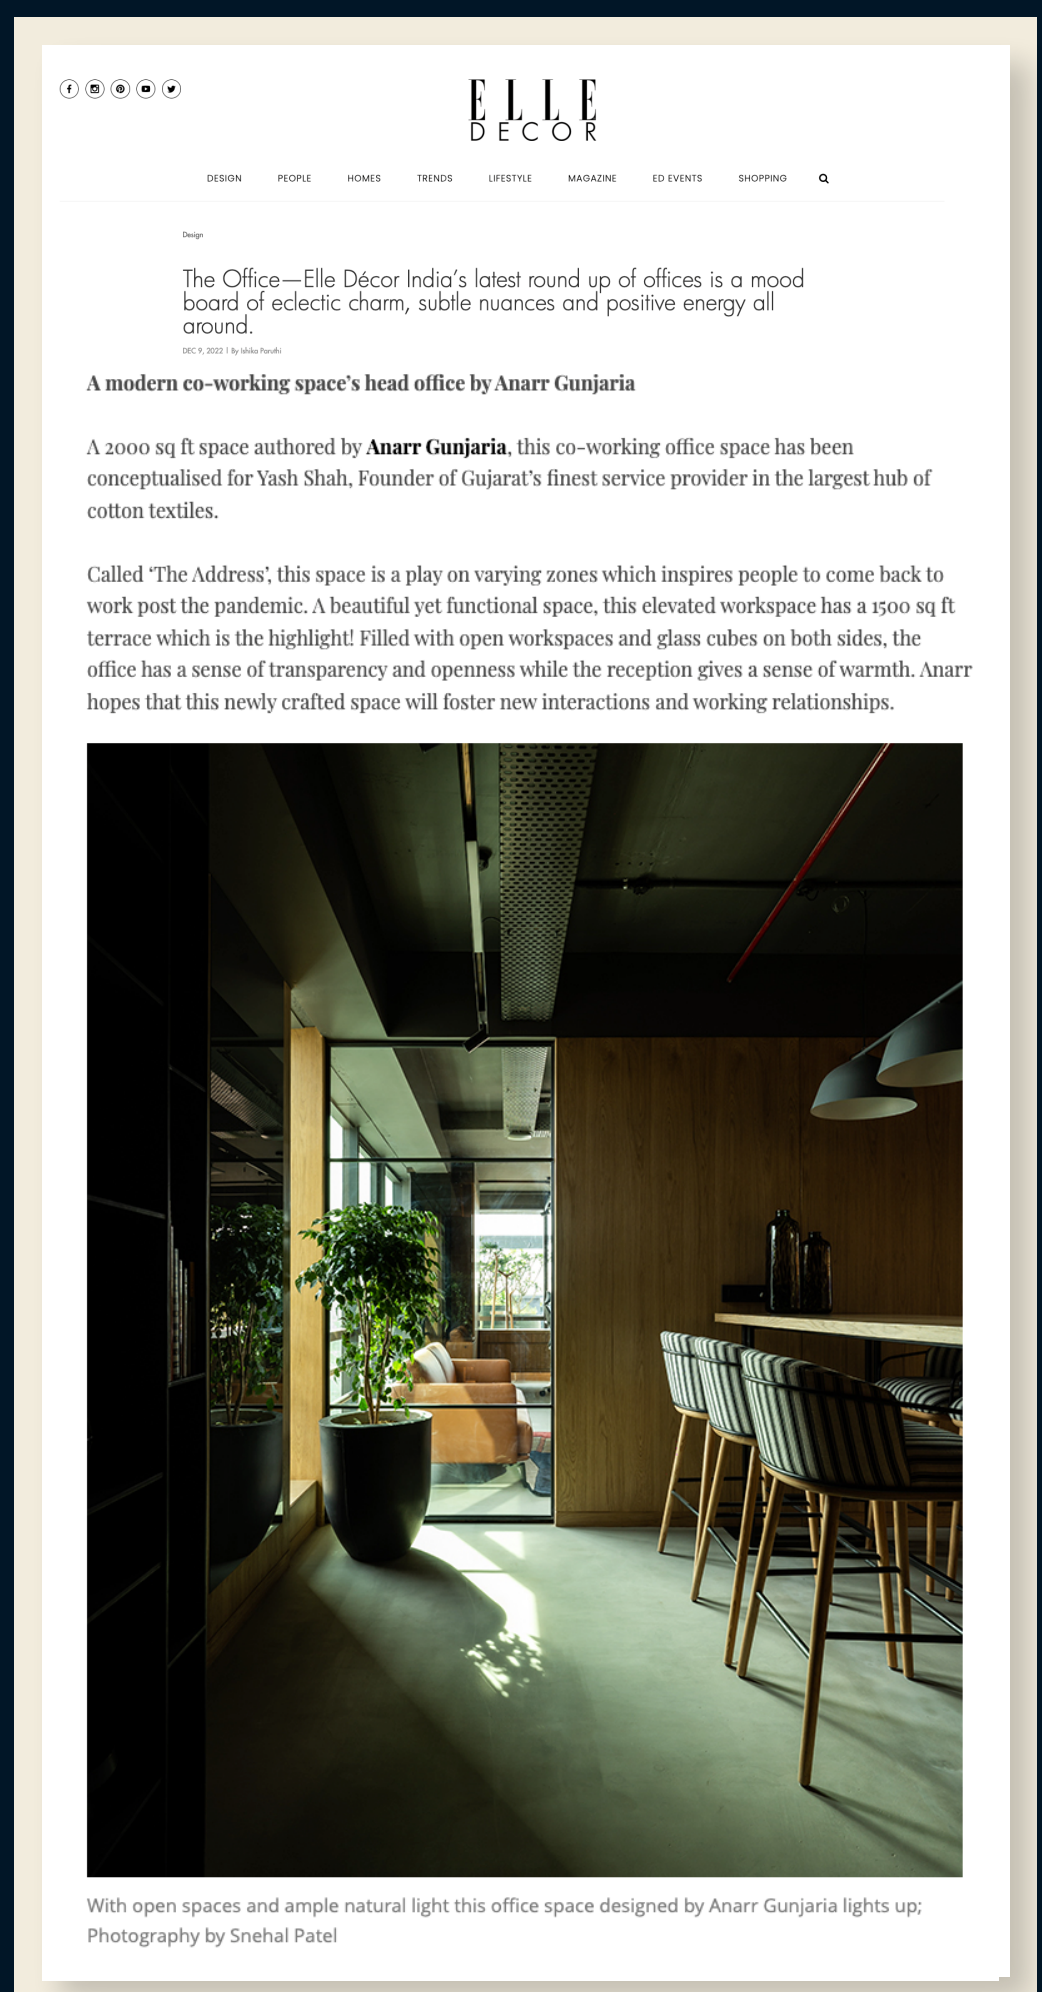 ELLE
DECOR
DESIGN PEOPLE HOMES TRENDS LIFESTYLE MAGAZINE ED EVENTS SHOPPING
Design
The Office—Elle Décor India’s latest round up of offices is a mood
board of eclectic charm, subtle nuances and positive energy all
around.
DEC 9, 2022 | By Ishika Paruthi
A modern co-working space’s head office by Anarr Gunjaria
A 2000 sq ft space authored by Anarr Gunjaria, this co-working office space has been
conceptualised for Yash Shah, Founder of Gujarat’s finest service provider in the largest hub of
cotton textiles.
Called ‘The Address’, this space is a play on varying zones which inspires people to come back to
work post the pandemic. A beautiful yet functional space, this elevated workspace has a 1500 sq ft
terrace which is the highlight! Filled with open workspaces and glass cubes on both sides, the
office has a sense of transparency and openness while the reception gives a sense of warmth. Anarr
hopes that this newly crafted space will foster new interactions and working relationships.
With open spaces and ample natural light this office space designed by Anarr Gunjaria lights up;
Photography by Snehal Patel